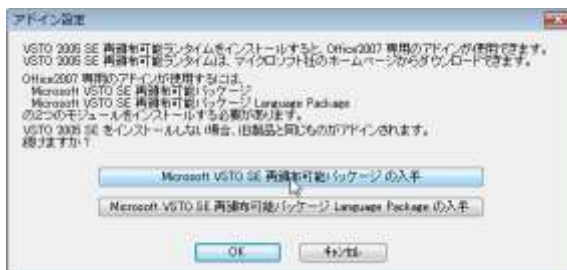 アドイン設定
VSTO 2005 SE 再頒布可能ランタイムをインストールすると、Office2007 専用のアドインが使用できます。
VSTO 2005 SE 再頒布可能ランタイムは、マイクロソフト社のホームページからダウンロードできます。
Office2007 専用のアドインが使用するには、
Microsoft VSTO SE 再頒布可能パッケージ
Microsoft VSTO SE 再頒布可能パッケージ Language Package
の2つのモジュールをインストールする必要があります。
VSTO 2005 SE をインストールしない場合、旧製品と同じものがアドインされます。
続けますか？
Microsoft VSTO SE 再頒布可能パッケージ の入手
Microsoft VSTO SE 再頒布可能パッケージ Language Package の入手
OK
キャンセル